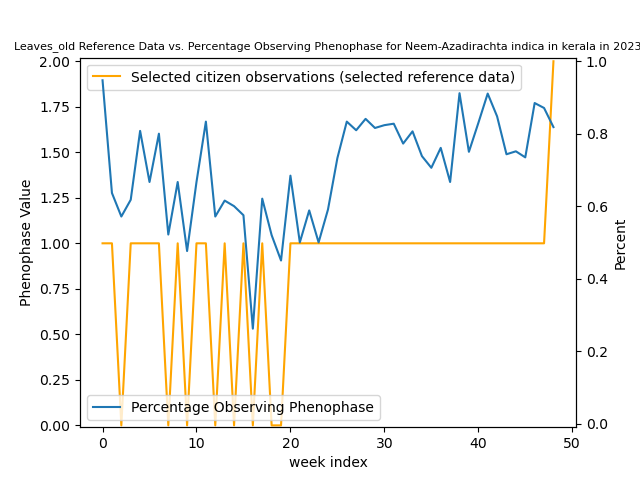 Leaves_old Reference Data vs. Percentage Observing Phenophase for Neem-Azadirachta indica in kerala in 2023
Selected citizen observations (selected reference data)
Percentage Observing Phenophase
Phenophase Value
2.00
1.75
1.50
1.25
1.00
0.75
0.50
0.25
0.00
1.0
0.8
0.6
0.4
0.2
0.0
Percent
0 10 20 30 40 50
week index